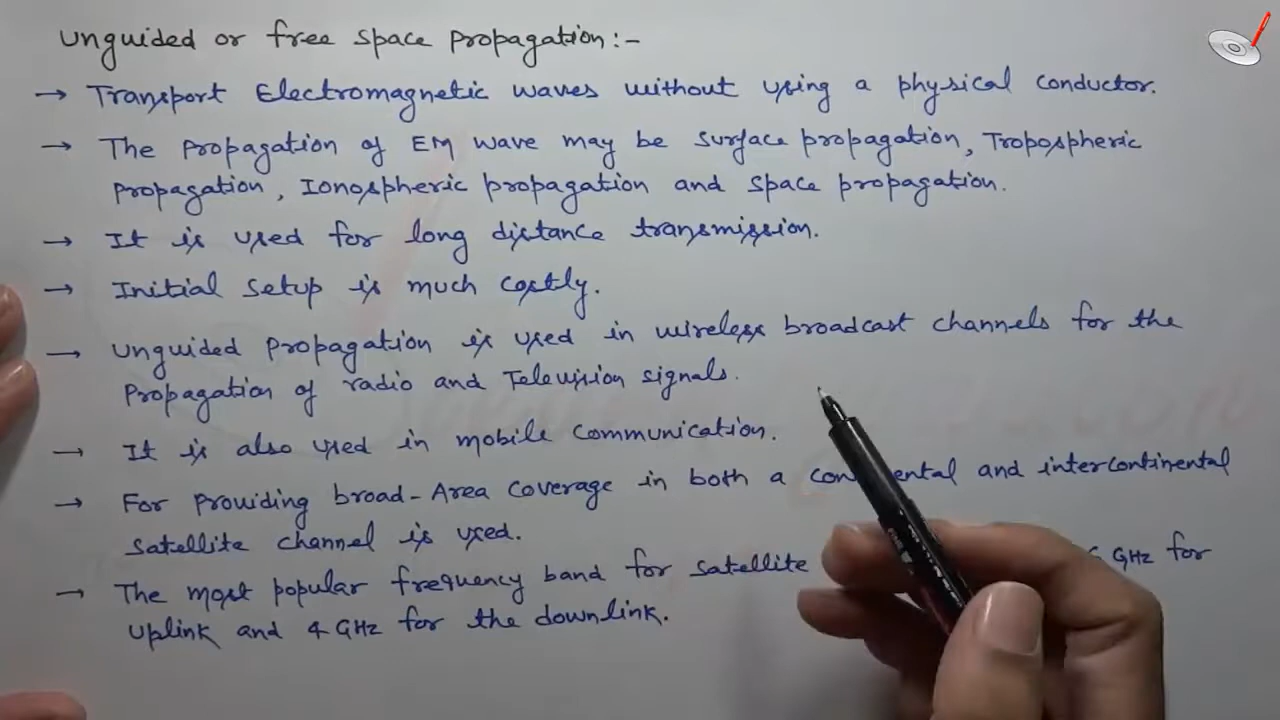 Unguided or free space propagation:-
→ Transport Electromagnetic waves without using a physical conductor.
→ The propagation of EM wave may be surface propagation, Tropospheric
propagation, Ionospheric propagation and space propagation.
→ It is used for long distance transmission.
→ Initial setup is much costly.
→ Unguided propagation is used in wireless broadcast channels for the
propagation of radio and Television signals.
→ It is also used in mobile communication.
→ For providing broad-Area coverage in both a and intercontinental
satellite channel is used.
→ The most popular frequency band for satellite GHz for
uplink and 4 GHz for the downlink.